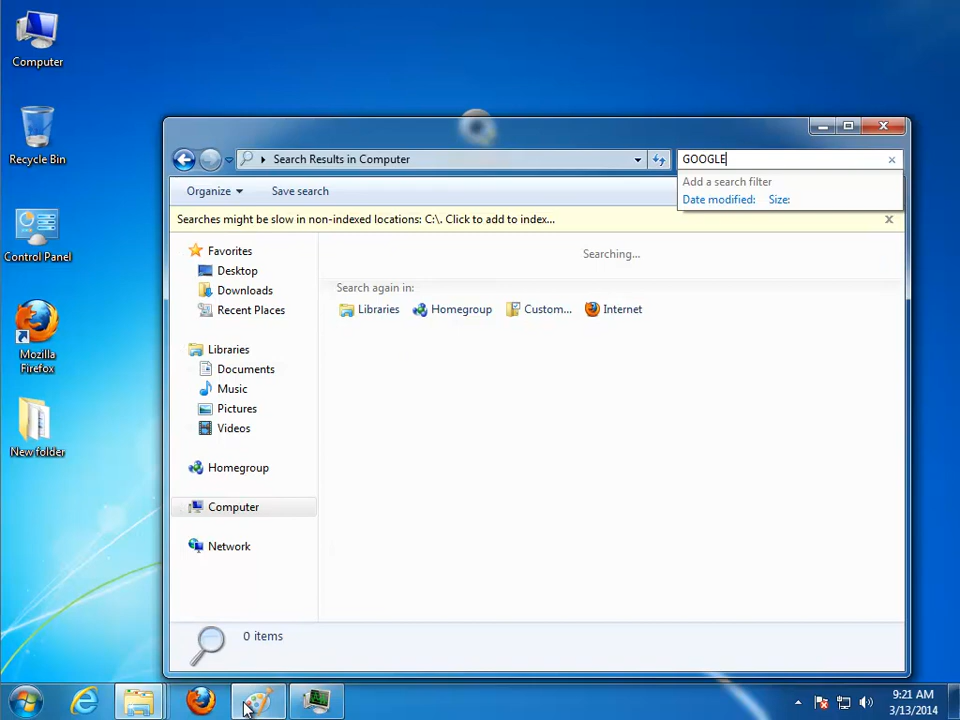 Computer
Recycle Bin
Control Panel
Mozilla
Firefox
New folder
Search Results in Computer
GOOGLE
Add a search filter
Date modified: Size:
Organize Save search
Searches might be slow in non-indexed locations: C:\. Click to add to index...
Favorites
Desktop
Downloads
Recent Places
Libraries
Documents
Music
Pictures
Videos
Homegroup
Computer
Network
Searching...
Search again in:
Libraries Homegroup Custom... Internet
0 items
9:21 AM
3/13/2014